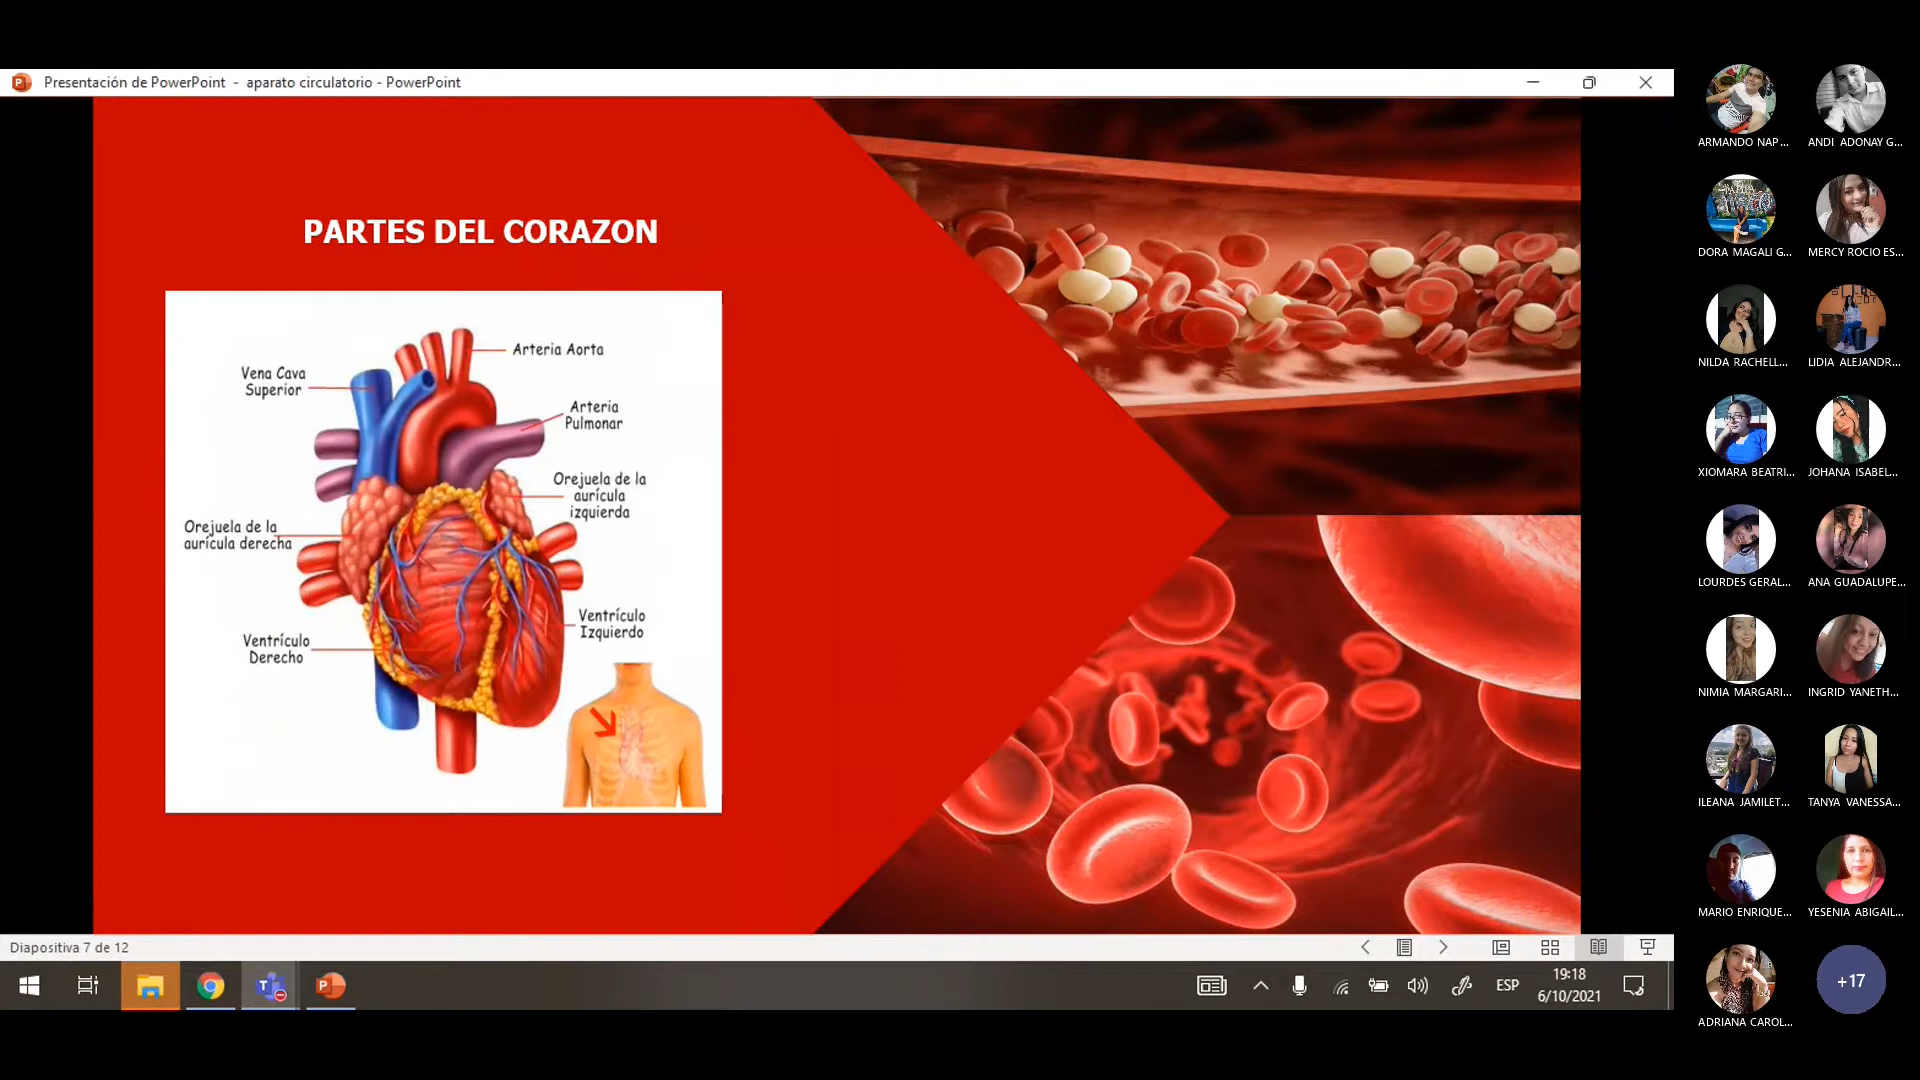 Presentación de PowerPoint - aparato circulatorio - PowerPoint
PARTES DEL CORAZON
Arteria Aorta
Vena Cava
Superior
Arteria
Pulmonar
Orejuela de la
aurícula
izquierda
Orejuela de la
aurícula derecha
Ventrículo
Izquierdo
Ventrículo
Derecho
Diapositiva 7 de 12
ESP
19:18
6/10/2021
ARMANDO NAP...
ANDI ADONAY G...
DORA MAGALI G...
MERCY ROCIO ES...
NILDA RACHELL...
LIDIA ALEJANDR...
XIOMARA BEATRI...
JOHANA ISABEL...
LOURDES GERAL...
ANA GUADALUPE...
NIMIA MARGARI...
INGRID YANETH...
ILEANA JAMILET...
TANYA VANESSA...
MARIO ENRIQUE...
YESENIA ABIGAIL...
ADRIANA CAROL...
+17